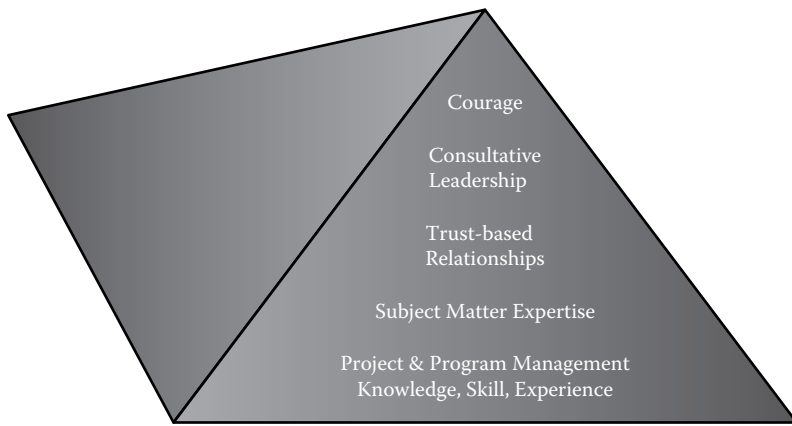 Courage
Consultative
Leadership
Trust-based
Relationships
Subject Matter Expertise
Project & Program Management
Knowledge, Skill, Experience